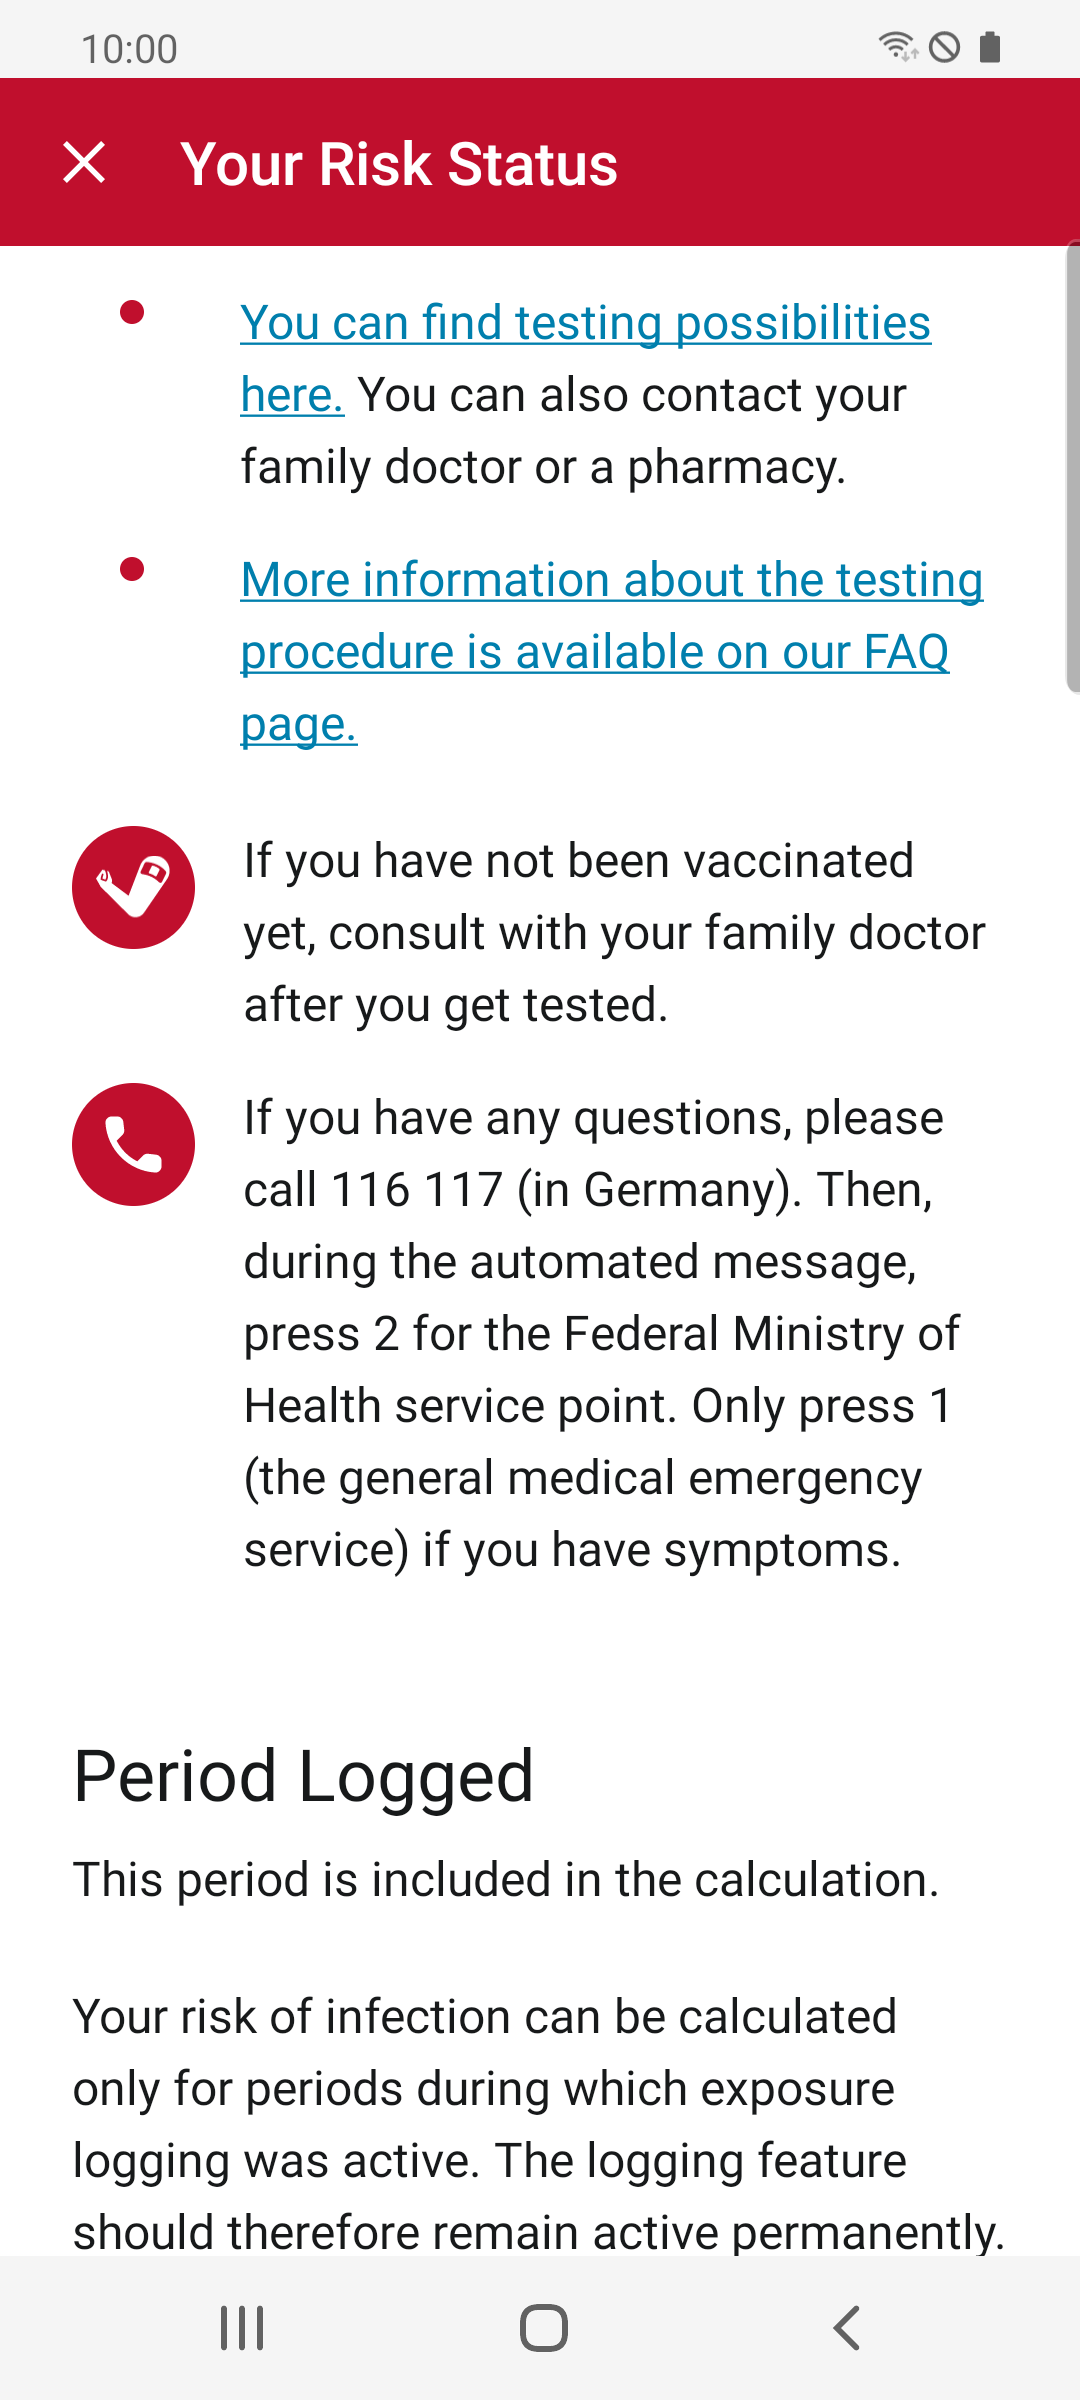 10:00
Your Risk Status
You can find testing possibilities
here. You can also contact your
family doctor or a pharmacy.
More information about the testing
procedure is available on our FAQ
page.
If you have not been vaccinated
yet, consult with your family doctor
after you get tested.
If you have any questions, please
call 116 117 (in Germany). Then,
during the automated message,
press 2 for the Federal Ministry of
Health service point. Only press 1
(the general medical emergency
service) if you have symptoms.
Period Logged
This period is included in the calculation.
Your risk of infection can be calculated
only for periods during which exposure
logging was active. The logging feature
should therefore remain active permanently.